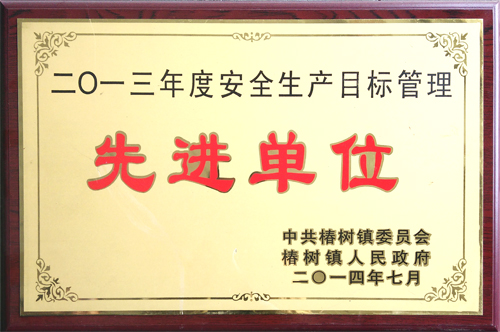 二〇一三年度安全生产目标管理
先进单位
中共椿树镇委员会
椿树镇人民政府
二〇一四年七月